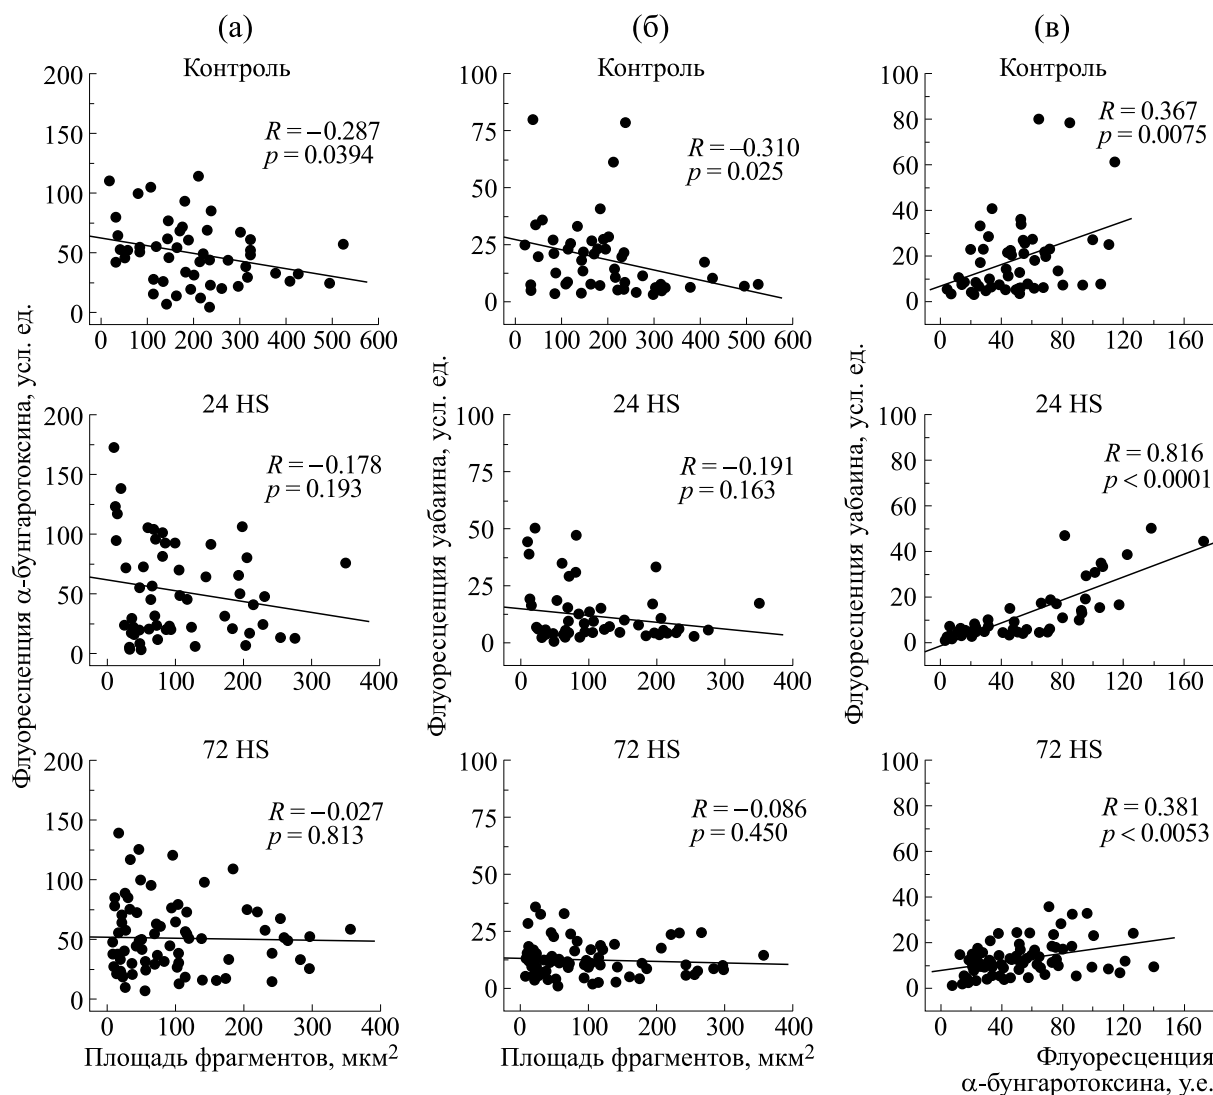 (а)
Контроль
200
150
100
50
0
R = −0.287
p = 0.0394
0 100 200 300 400 500 600
24 HS
200
150
100
50
0
R = −0.178
p = 0.193
0 100 200 300 400
72 HS
200
150
100
50
0
R = −0.027
p = 0.813
0 100 200 300 400
Площадь фрагментов, мкм²
Флуоресценция α-бунгаротоксина, усл. ед.
(б)
Контроль
100
75
50
25
0
R = −0.310
p = 0.025
0 100 200 300 400 500 600
24 HS
100
75
50
15
0
R = −0.191
p = 0.163
0 100 200 300 400
72 HS
100
75
50
25
0
R = −0.086
p = 0.450
0 100 200 300 400
Площадь фрагментов, мкм²
Флуоресценция уабаина, усл. ед.
(в)
Контроль
100
80
60
40
20
0
R = 0.367
p = 0.0075
0 40 80 120 160
24 HS
100
80
60
40
20
0
R = 0.816
p < 0.0001
0 40 80 120 160
72 HS
100
80
60
40
20
0
R = 0.381
p < 0.0053
0 40 80 120 160
Флуоресценция
α-бунгаротоксина, у.е.
Флуоресценция уабаина, усл. ед.